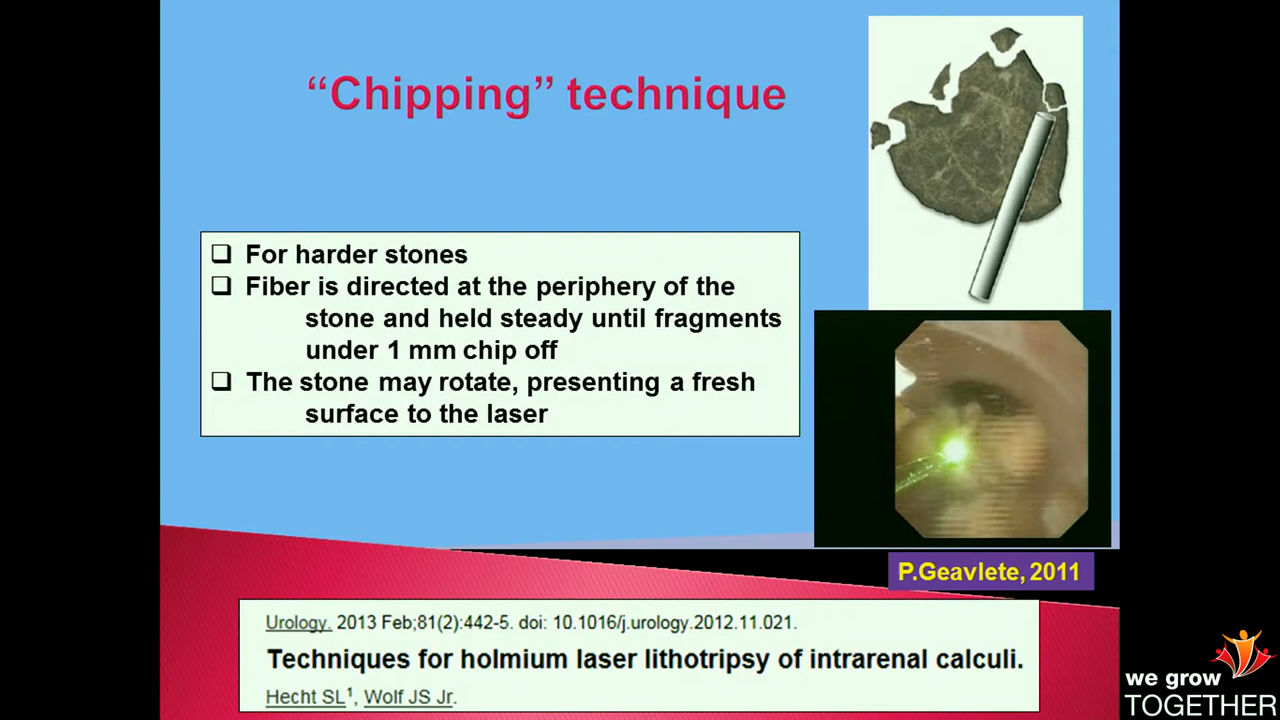 “Chipping” technique
❑ For harder stones
❑ Fiber is directed at the periphery of the
stone and held steady until fragments
under 1 mm chip off
❑ The stone may rotate, presenting a fresh
surface to the laser
P.Geavlete, 2011
Urology. 2013 Feb;81(2):442-5. doi: 10.1016/j.urology.2012.11.021.
Techniques for holmium laser lithotripsy of intrarenal calculi.
Hecht SL1, Wolf JS Jr.
we grow
TOGETHER